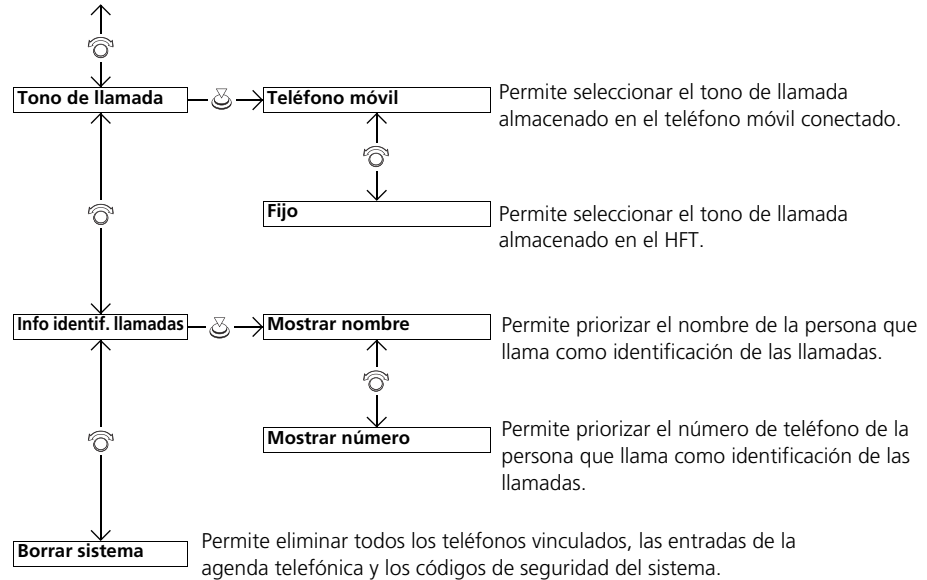 Tono de llamada
Teléfono móvil
Permite seleccionar el tono de llamada
almacenado en el teléfono móvil conectado.
Fijo
Permite seleccionar el tono de llamada
almacenado en el HFT.
Info identif. llamadas
Mostrar nombre
Permite priorizar el nombre de la persona que
llama como identificación de las llamadas.
Mostrar número
Permite priorizar el número de teléfono de la
persona que llama como identificación de las
llamadas.
Borrar sistema
Permite eliminar todos los teléfonos vinculados, las entradas de la
agenda telefónica y los códigos de seguridad del sistema.